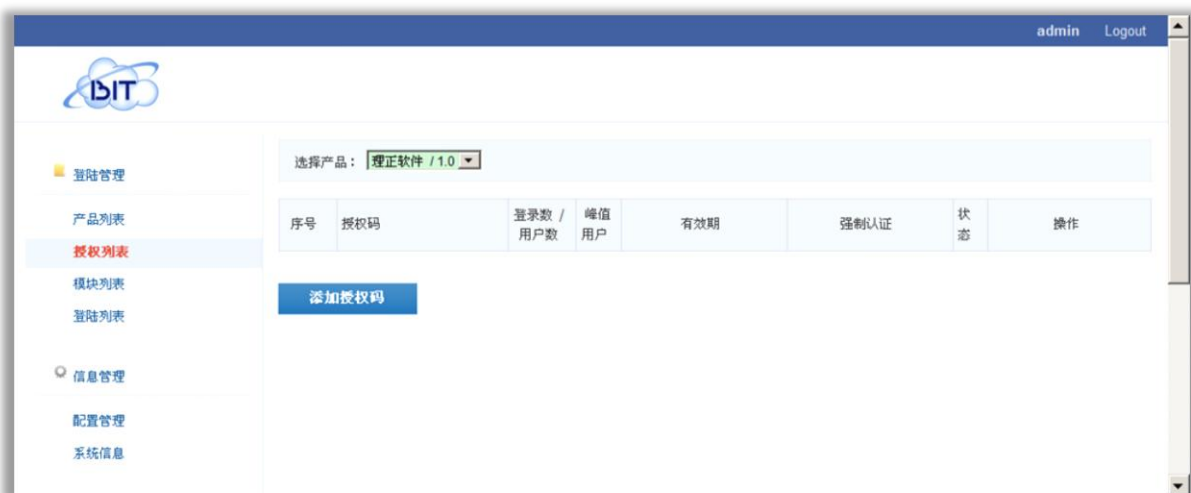 admin Logout
BIT
登陆管理
产品列表
授权列表
模块列表
登陆列表
信息管理
配置管理
系统信息
选择产品： 理正软件 / 1.0
序号 授权码 登录数 / 用户数 峰值用户 有效期 强制认证 状态 操作
添加授权码